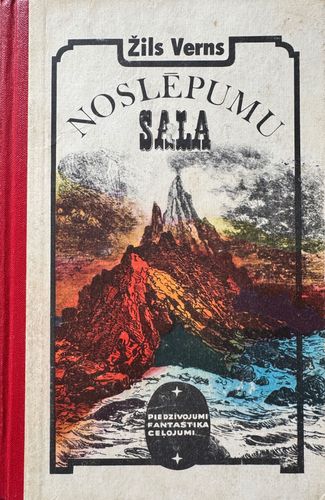 Žils Verns
NOSLĒPUMU
SALA
PIEDZĪVOJUMI
FANTASTIKA
CEĻOJUMI